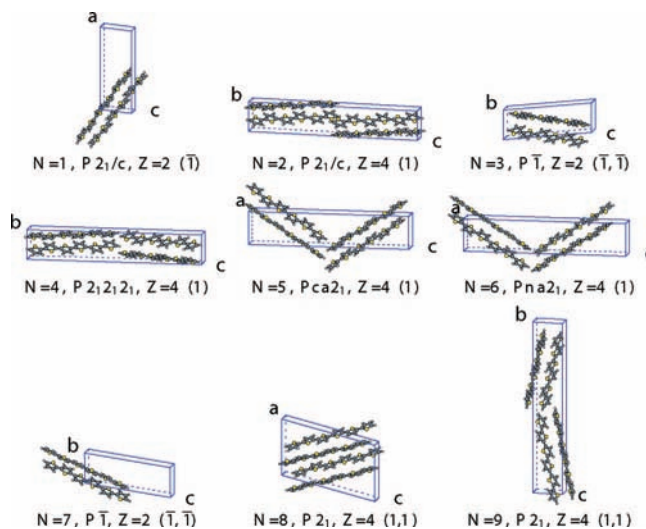 a
c
N =1 , P 2₁/c, Z=2 (1̅)
b
c
N =2, P 2₁/c, Z=4 (1)
b
c
N =3, P 1̅, Z=2 (1̅, 1̅)
b
c
N =4, P 2₁2₁2₁, Z=4 (1)
a
c
N =5, Pca2₁, Z=4 (1)
a
N =6, Pna2₁, Z=4 (1)
b
c
N=7, P 1̅, Z=2 (1̅, 1̅)
a
c
N=8, P 2₁, Z=4 (1,1)
b
c
N=9, P 2₁, Z=4 (1,1)